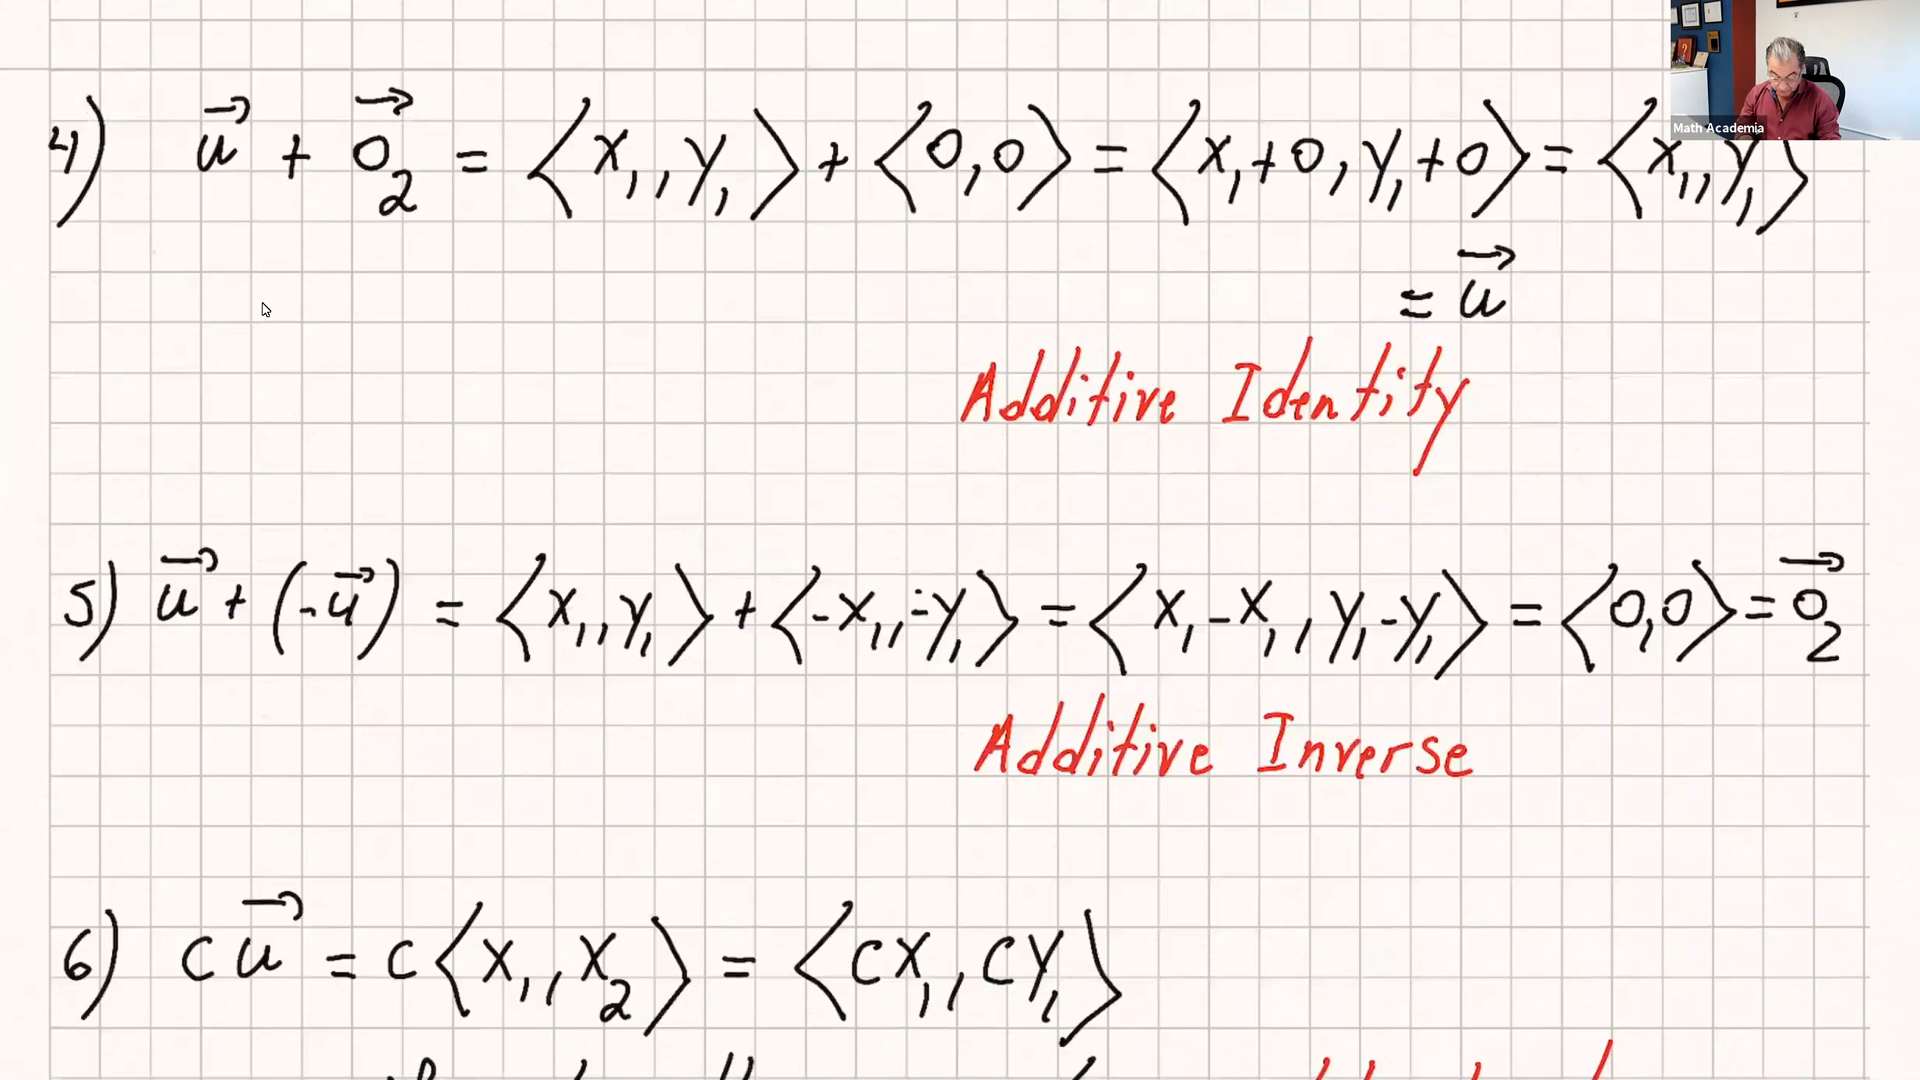 Math Academia
4) u⃗ + 0⃗₂ = ⟨x₁, y₁⟩ + ⟨0, 0⟩ = ⟨x₁+0, y₁+0⟩ = ⟨x₁, y₁⟩
= u⃗
Additive Identity
5) u⃗ + (-u⃗) = ⟨x₁, y₁⟩ + ⟨-x₁, -y₁⟩ = ⟨x₁-x₁, y₁-y₁⟩ = ⟨0,0⟩ = 0⃗₂
Additive Inverse
6) cu⃗ = c⟨x₁, x₂⟩ = ⟨cx₁, cy₁⟩